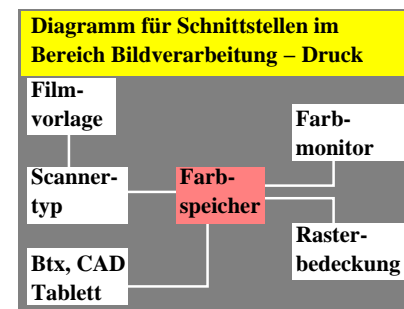 Diagramm für Schnittstellen im
Bereich Bildverarbeitung – Druck
Film-
vorlage
Farb-
monitor
Scanner-
typ
Farb-
speicher
Raster-
bedeckung
Btx, CAD
Tablett